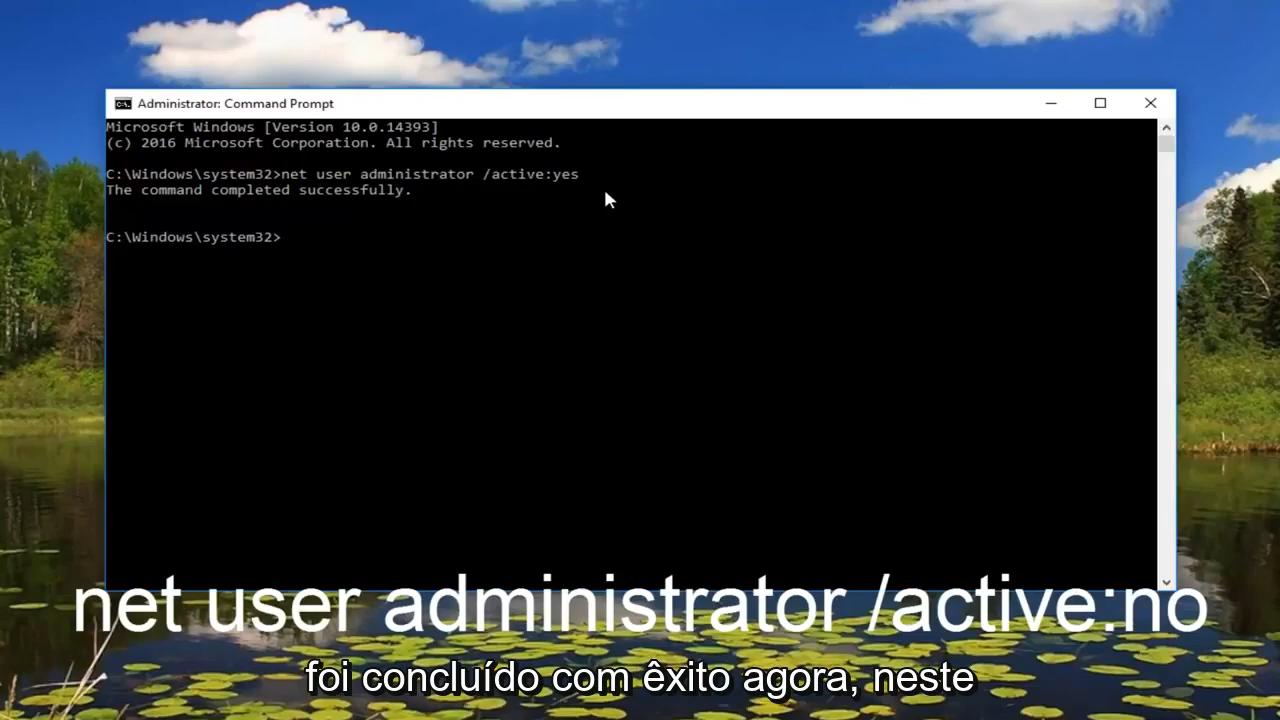 Administrator: Command Prompt
Microsoft Windows [Version 10.0.14393]
(c) 2016 Microsoft Corporation. All rights reserved.
C:\Windows\system32>net user administrator /active:yes
The command completed successfully.
C:\Windows\system32>
net user administrator /active:no
foi concluído com êxito agora, neste